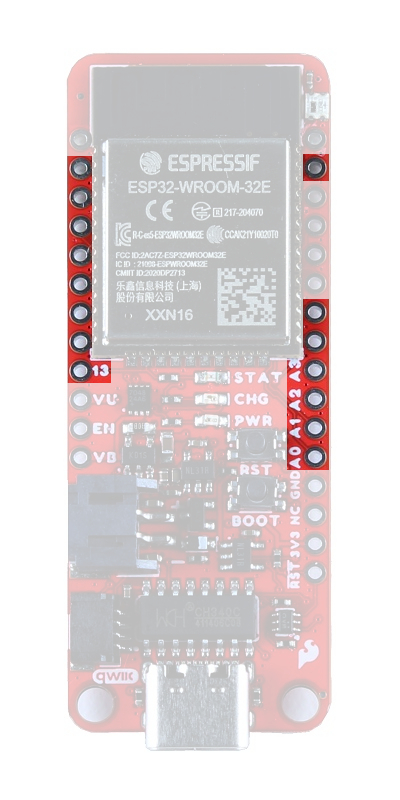 ESPRESSIF
ESP32-WROOM-32E
CE
217-204070
R-C-es5-ESP32WROOM32E
CCAK21Y10020T0
FCC ID:2AC7Z-ESP32WROOM32E
IC ID : 21098-ESPWROOM32E
CMIIT ID:2020DP2713
乐鑫信息科技(上海)
股份有限公司
XXN16
13
VU
EN
VB
STAT
CHG
PWR
RST
BOOT
A3
A2
A1
A0
GND
NC
3V3
RST
CH340C
qwiic